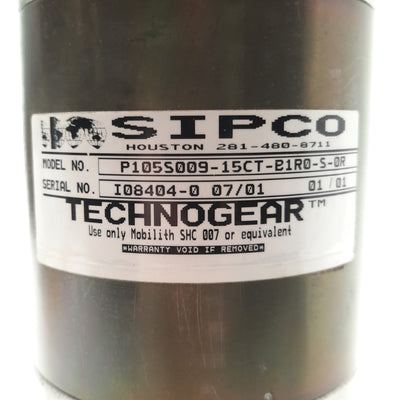 SIPCO
HOUSTON 281-480-8711
MODEL NO. P105S009-15CT-B1R0-S-0R
SERIAL NO. I08404-0 07/01 01/01
TECHNOGEAR™
Use only Mobilith SHC 007 or equivalent
*WARRANTY VOID IF REMOVED*